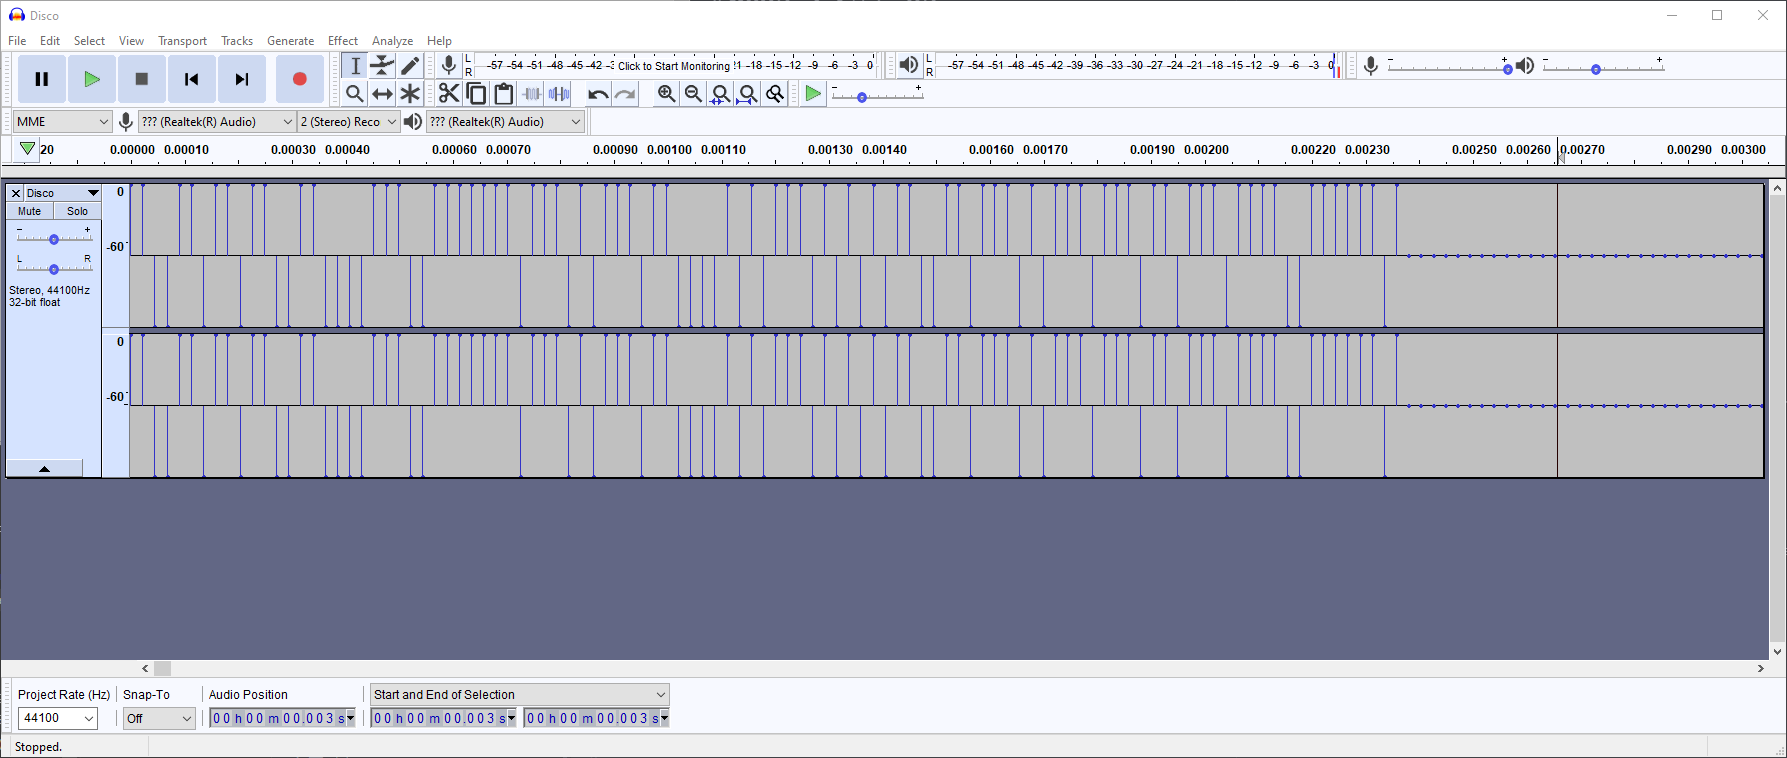 Disco
File Edit Select View Transport Tracks Generate Effect Analyze Help
L -57 -54 -51 -48 -45 -42 -3 Click to Start Monitoring !1 -18 -15 -12 -9 -6 -3 0 L -57 -54 -51 -48 -45 -42 -39 -36 -33 -30 -27 -24 -21 -18 -15 -12 -9 -6 -3 0 - + - +
R R
- +
MME ??? (Realtek(R) Audio) 2 (Stereo) Reco ??? (Realtek(R) Audio)
20 0.00000 0.00010 0.00030 0.00040 0.00060 0.00070 0.00090 0.00100 0.00110 0.00130 0.00140 0.00160 0.00170 0.00190 0.00200 0.00220 0.00230 0.00250 0.00260 0.00270 0.00290 0.00300
Disco 0
Mute Solo
- +
-60
L R
Stereo, 44100Hz
32-bit float
0
-60
Project Rate (Hz) Snap-To Audio Position Start and End of Selection
44100 Off 00 h 00 m 00.003 s 00 h 00 m 00.003 s 00 h 00 m 00.003 s
Stopped.